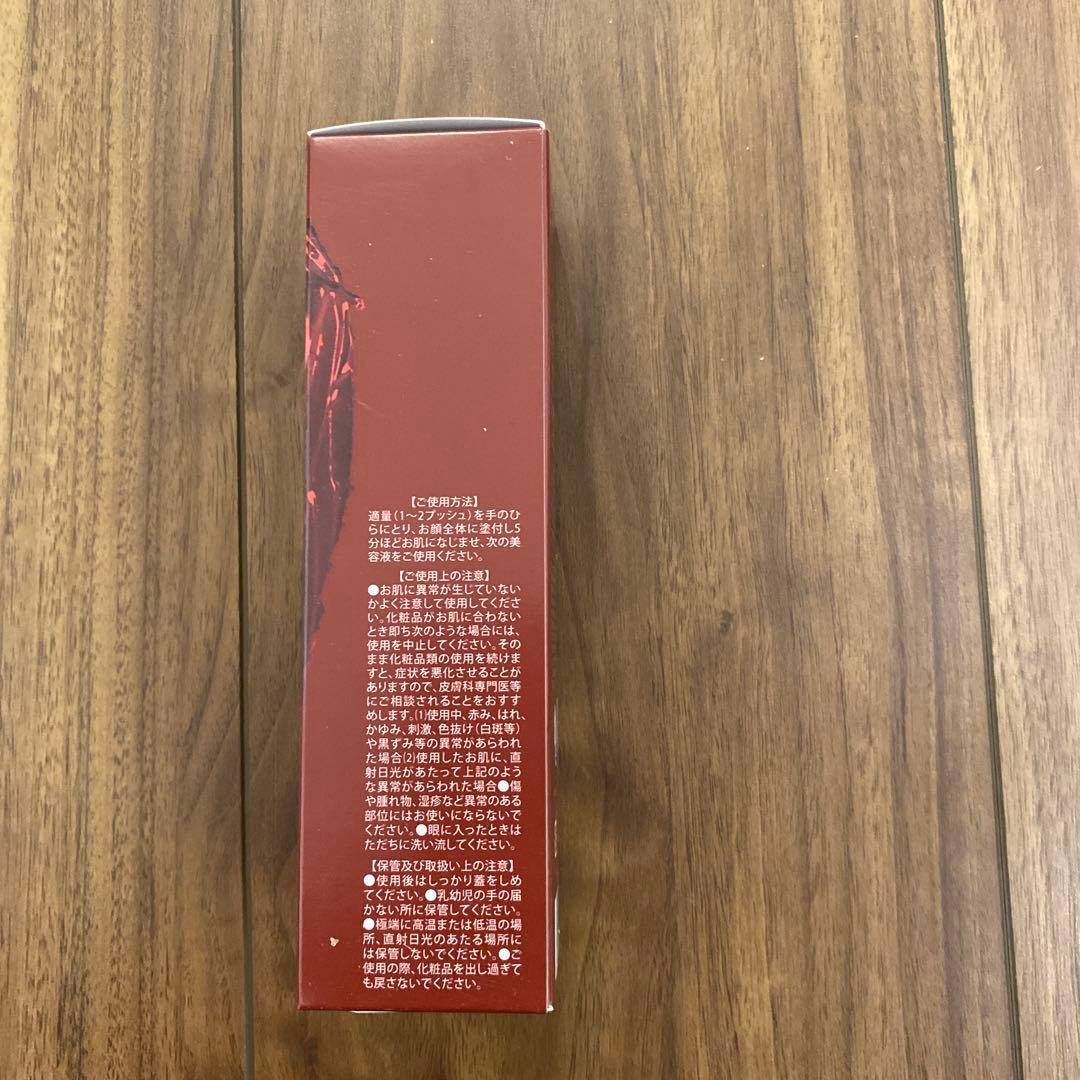 【ご使用方法】
適量（1～2プッシュ）を手のひ
らにとり、お顔全体に塗付し5
分ほどお肌になじませ、次の美
容液をご使用ください。
【ご使用上の注意】
●お肌に異常が生じていない
かよく注意して使用してくださ
い。化粧品がお肌に合わない
とき即ち次のような場合には、
使用を中止してください。その
まま化粧品類の使用を続けま
すと、症状を悪化させることが
ありますので、皮膚科専門医等
にご相談されることをおすす
めします。(1)使用中、赤み、はれ、
かゆみ、刺激、色抜け（白斑等）
や黒ずみ等の異常があらわれ
た場合(2)使用したお肌に、直
射日光があたって上記のよう
な異常があらわれた場合●傷
や腫れ物、湿疹など異常のある
部位にはお使いにならないで
ください。●眼に入ったときは
ただちに洗い流してください。
【保管及び取扱い上の注意】
●使用後はしっかり蓋をしめ
てください。●乳幼児の手の届
かない所に保管してください。
●極端に高温または低温の場
所、直射日光のあたる場所に
は保管しないでください。●ご
使用の際、化粧品を出し過ぎて
も戻さないでください。